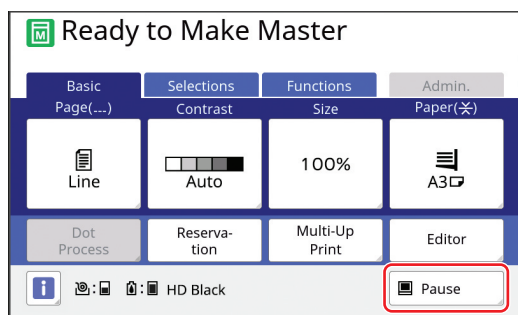 M Ready to Make Master
Basic Selections Functions Admin.
Page(---) Contrast Size Paper(※)
Line Auto 100% A3
Dot
Process
Reserva-
tion
Multi-Up
Print
Editor
i : : HD Black Pause